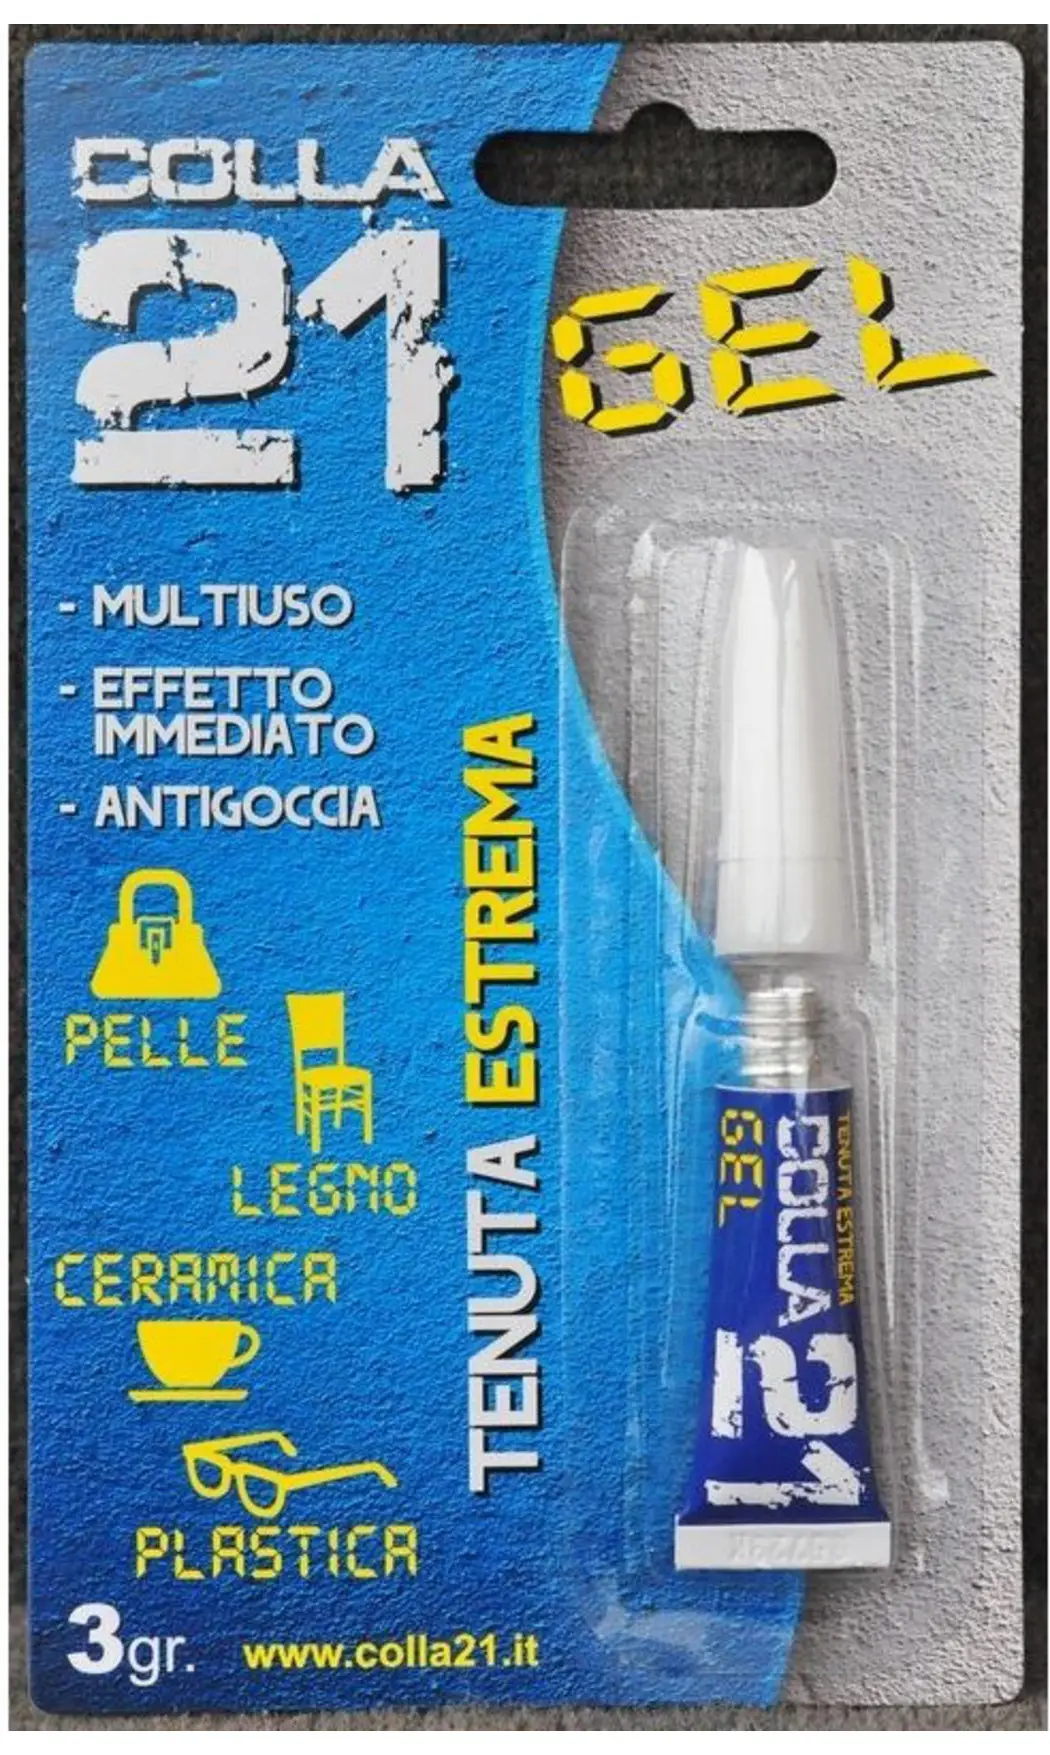 COLLA
21
GEL
- MULTIUSO
- EFFETTO
IMMEDIATO
- ANTIGOCCIA
TENUTA ESTREMA
PELLE
LEGNO
CERAMICA
PLASTICA
3gr.
www.colla21.it
TENUTA ESTREMA
COLLA
21
GEL